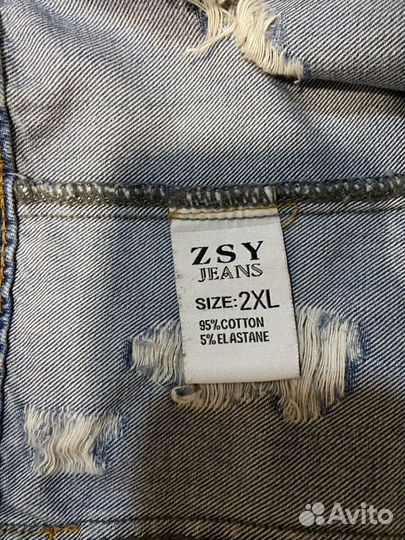 ZSY
JEANS
SIZE:2XL
95%COTTON
5%ELASTANE
Avito